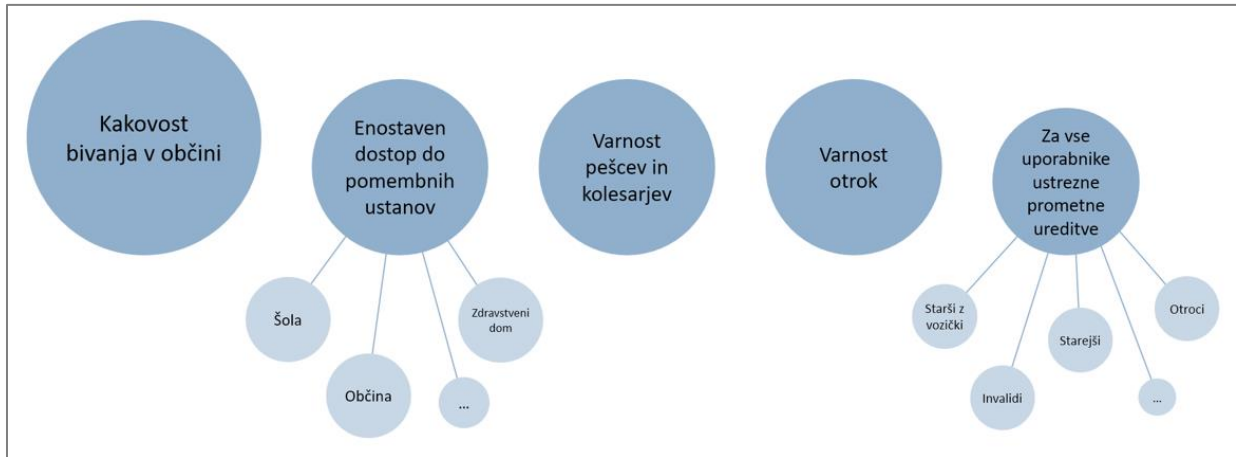 Kakovost
bivanja v občini
Enostaven
dostop do
pomembnih
ustanov
Varnost
pešcev in
kolesarjev
Varnost
otrok
Za vse
uporabnike
ustrezne
prometne
ureditve
Šola
Občina
...
Zdravstveni
dom
Starši z
vozički
Invalidi
Starejši
...
Otroci